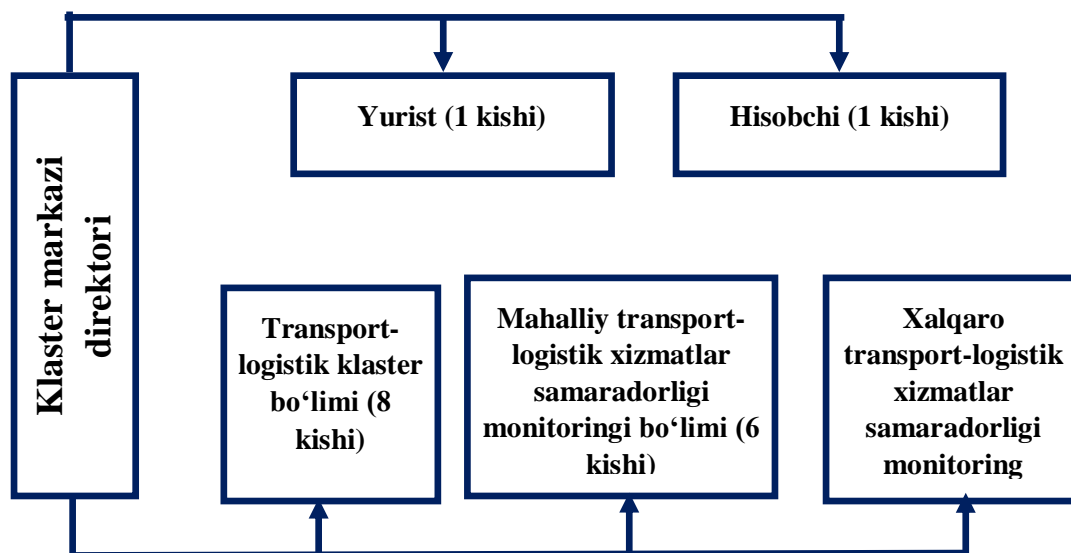 Klaster markazi
direktori
Yurist (1 kishi)
Hisobchi (1 kishi)
Transport-
logistik klaster
bo‘limi (8
kishi)
Mahalliy transport-
logistik xizmatlar
samaradorligi
monitoringi bo‘limi (6
kishi)
Xalqaro
transport-logistik
xizmatlar
samaradorligi
monitoring